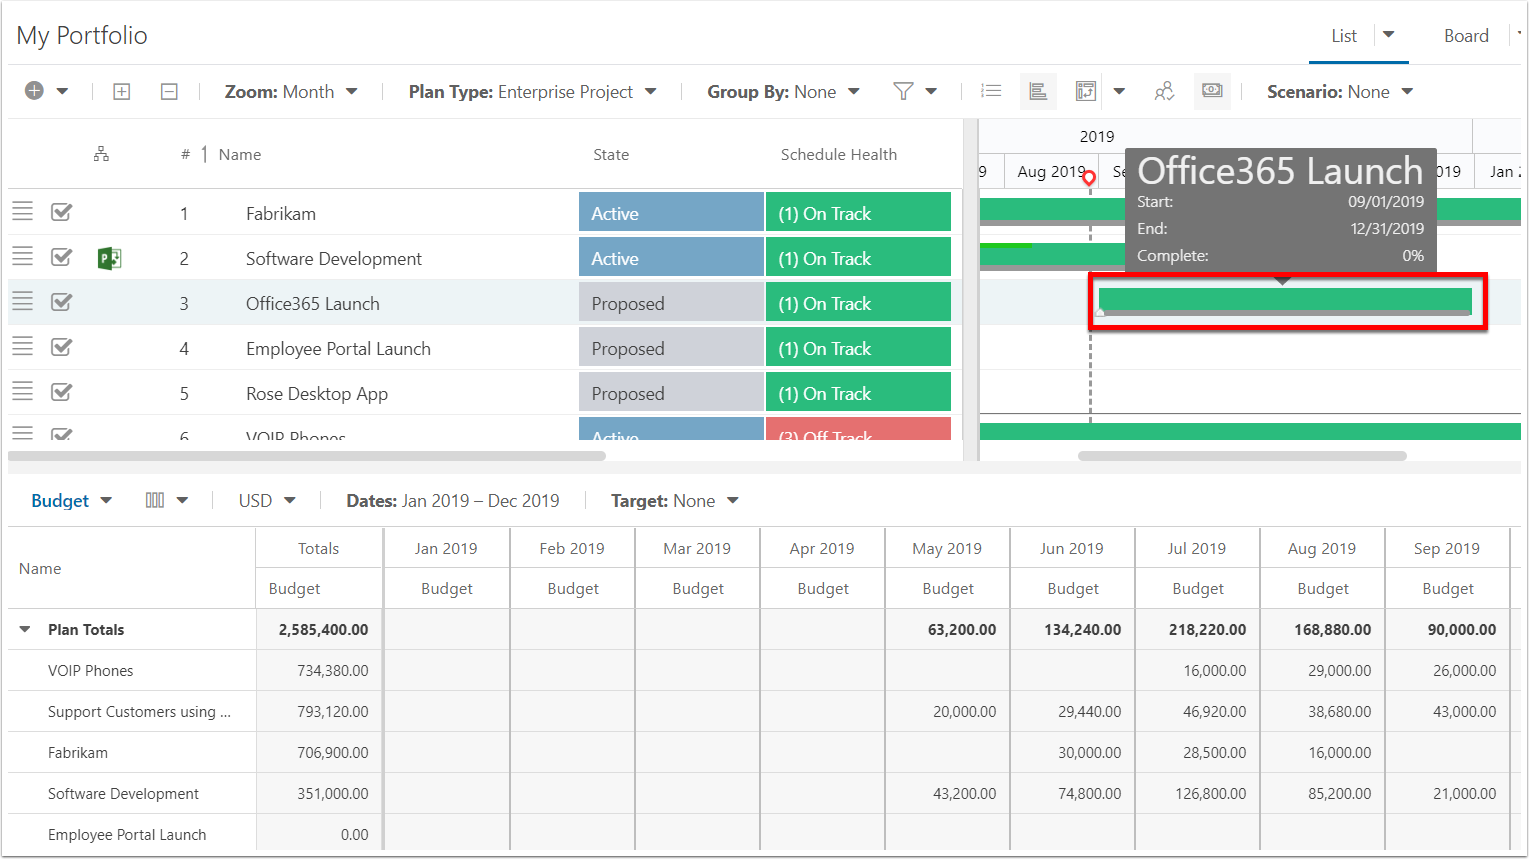 My Portfolio
List
Board
Zoom: Month
Plan Type: Enterprise Project
Group By: None
Scenario: None
# Name State Schedule Health
2019
9 Aug 2019 Se 019 Jan 2
Office365 Launch
Start: 09/01/2019
End: 12/31/2019
Complete: 0%
1 Fabrikam Active (1) On Track
2 Software Development Active (1) On Track
3 Office365 Launch Proposed (1) On Track
4 Employee Portal Launch Proposed (1) On Track
5 Rose Desktop App Proposed (1) On Track
6 VOIP Phones Active (3) Off Track
Budget USD Dates: Jan 2019 – Dec 2019 Target: None
Name Totals Jan 2019 Feb 2019 Mar 2019 Apr 2019 May 2019 Jun 2019 Jul 2019 Aug 2019 Sep 2019
Budget Budget Budget Budget Budget Budget Budget Budget Budget Budget
Plan Totals 2,585,400.00 63,200.00 134,240.00 218,220.00 168,880.00 90,000.00
VOIP Phones 734,380.00 16,000.00 29,000.00 26,000.00
Support Customers using ... 793,120.00 20,000.00 29,440.00 46,920.00 38,680.00 43,000.00
Fabrikam 706,900.00 30,000.00 28,500.00 16,000.00
Software Development 351,000.00 43,200.00 74,800.00 126,800.00 85,200.00 21,000.00
Employee Portal Launch 0.00